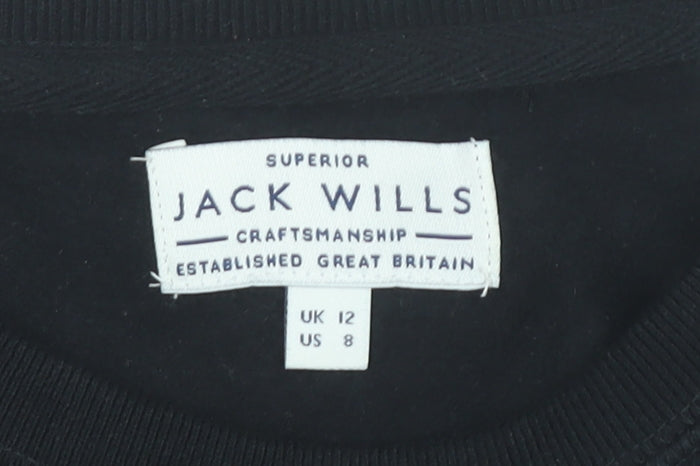 SUPERIOR
JACK WILLS
CRAFTSMANSHIP
ESTABLISHED GREAT BRITAIN
UK 12
US 8